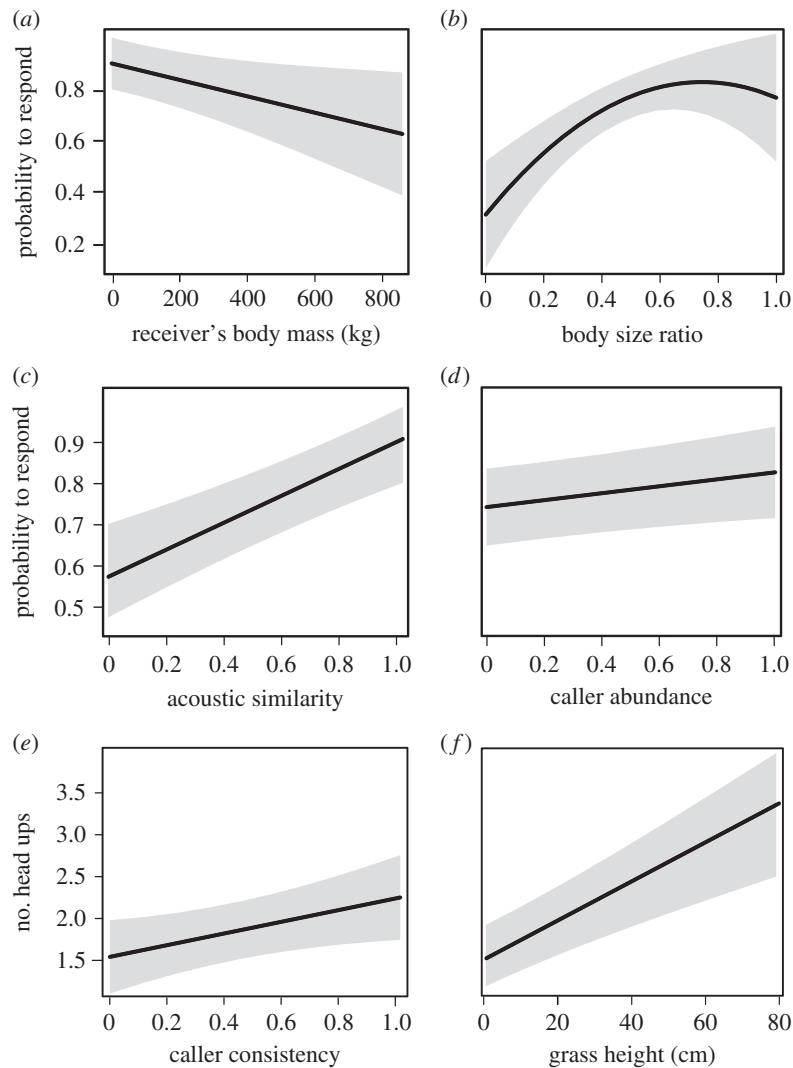 (a)
(b)
probability to respond
0.8
0.6
0.4
0.2
0 200 400 600 800
0 0.2 0.4 0.6 0.8 1.0
receiver's body mass (kg)
body size ratio
(c)
(d)
probability to respond
0.9
0.8
0.7
0.6
0.5
0 0.2 0.4 0.6 0.8 1.0
0 0.2 0.4 0.6 0.8 1.0
acoustic similarity
caller abundance
(e)
(f)
no. head ups
3.5
3.0
2.5
2.0
1.5
0 0.2 0.4 0.6 0.8 1.0
0 20 40 60 80
caller consistency
grass height (cm)